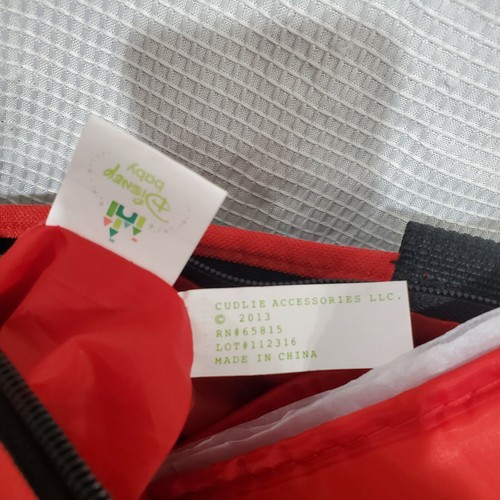 Disney
baby
CUDLIE ACCESSORIES LLC.
© 2013
RN#65815
LOT#112316
MADE IN CHINA